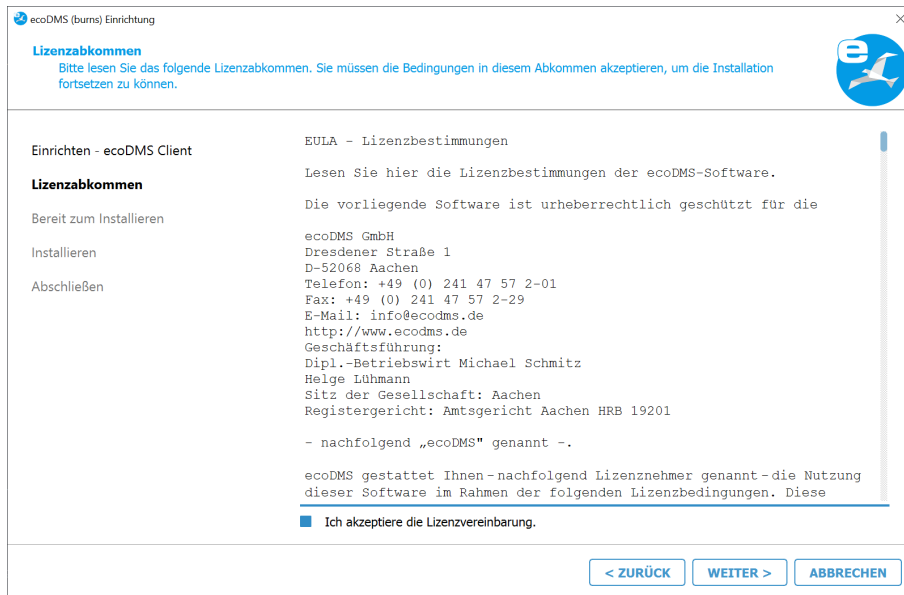 ecoDMS (burns) Einrichtung
Lizenzabkommen
Bitte lesen Sie das folgende Lizenzabkommen. Sie müssen die Bedingungen in diesem Abkommen akzeptieren, um die Installation
fortsetzen zu können.
e
Einrichten - ecoDMS Client
Lizenzabkommen
Bereit zum Installieren
Installieren
Abschließen
EULA - Lizenzbestimmungen
Lesen Sie hier die Lizenzbestimmungen der ecoDMS-Software.
Die vorliegende Software ist urheberrechtlich geschützt für die
ecoDMS GmbH
Dresdener Straße 1
D-52068 Aachen
Telefon: +49 (0) 241 47 57 2-01
Fax: +49 (0) 241 47 57 2-29
E-Mail: info@ecodms.de
http://www.ecodms.de
Geschäftsführung:
Dipl.-Betriebswirt Michael Schmitz
Helge Lühmann
Sitz der Gesellschaft: Aachen
Registergericht: Amtsgericht Aachen HRB 19201
- nachfolgend „ecoDMS" genannt -.
ecoDMS gestattet Ihnen – nachfolgend Lizenznehmer genannt – die Nutzung
dieser Software im Rahmen der folgenden Lizenzbedingungen. Diese
Ich akzeptiere die Lizenzvereinbarung.
< ZURÜCK
WEITER >
ABBRECHEN